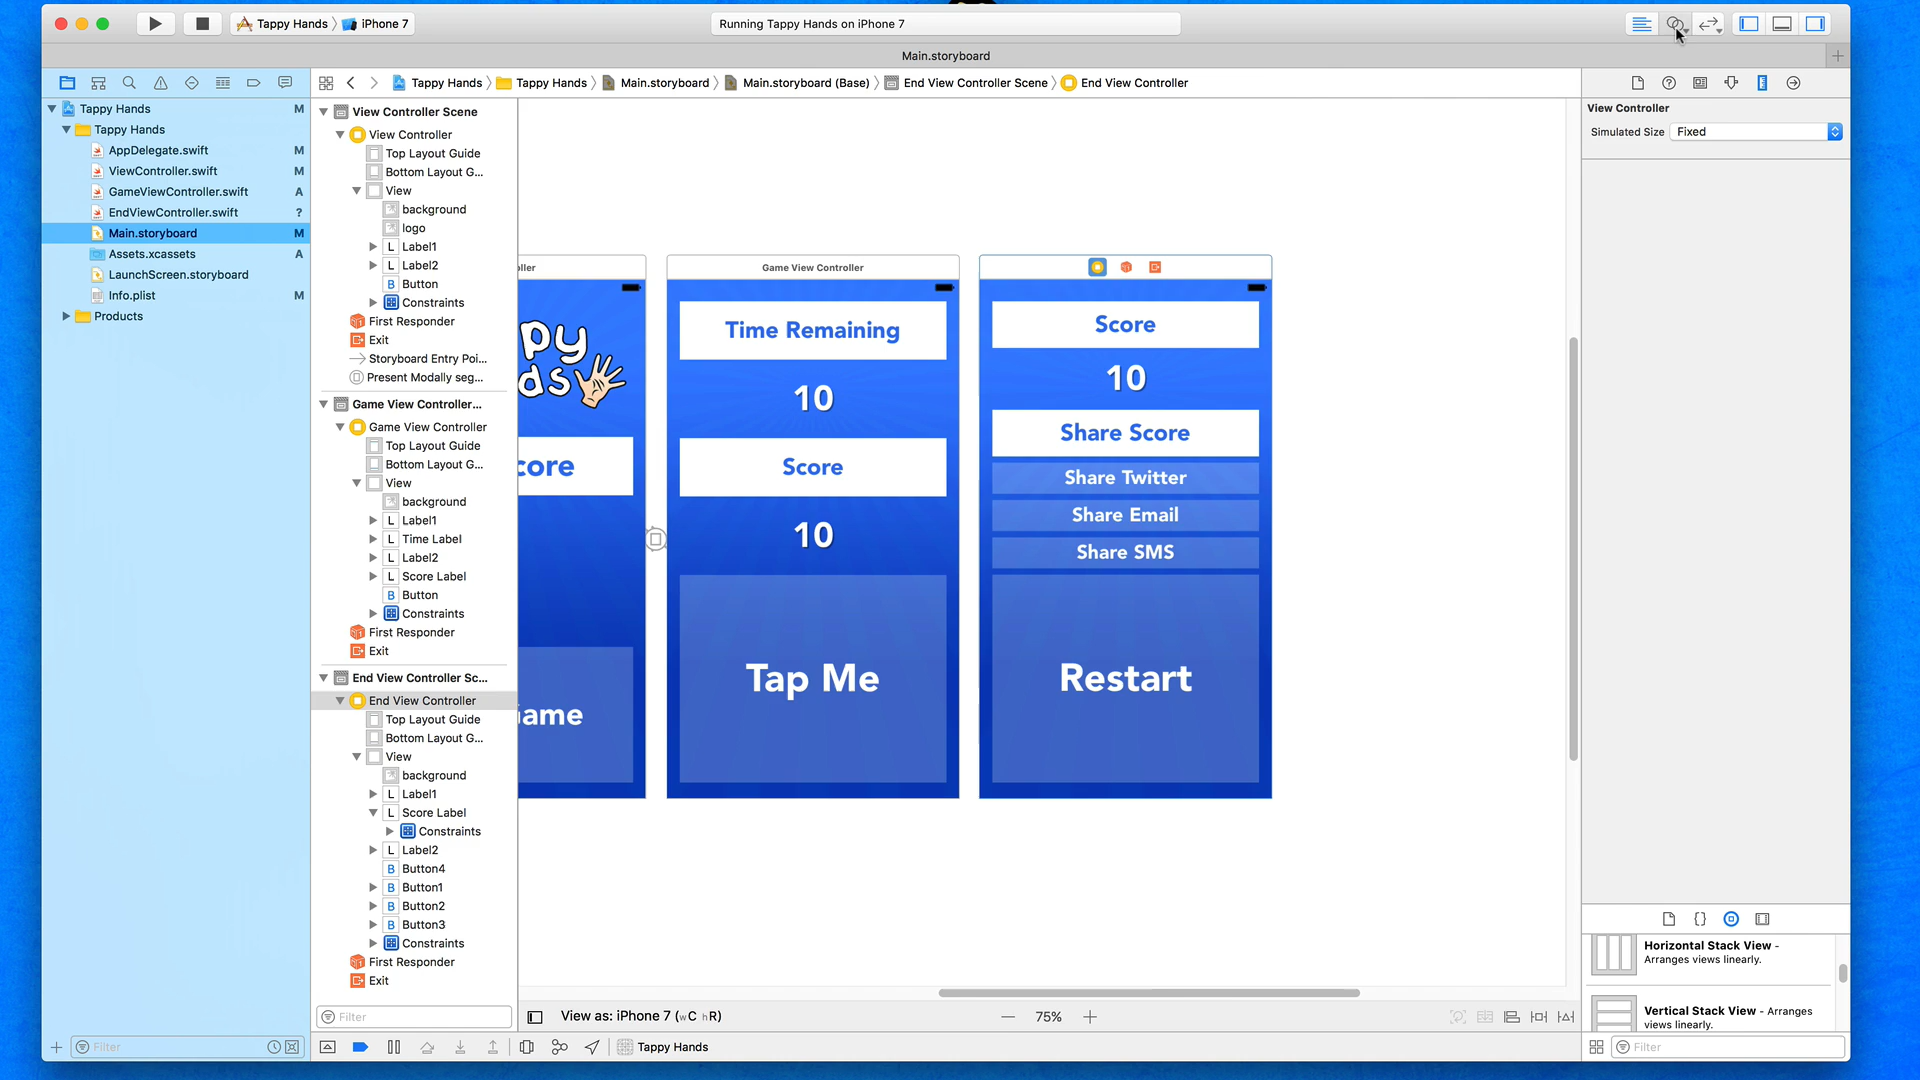 Tappy Hands
iPhone 7
Running Tappy Hands on iPhone 7
Main.storyboard
Tappy Hands
Tappy Hands
Main.storyboard
Main.storyboard (Base)
End View Controller Scene
End View Controller
Tappy Hands M
Tappy Hands
AppDelegate.swift M
ViewController.swift M
GameViewController.swift A
EndViewController.swift ?
Main.storyboard M
Assets.xcassets A
LaunchScreen.storyboard
Info.plist M
Products
Filter
View Controller Scene
View Controller
Top Layout Guide
Bottom Layout G...
View
background
logo
L Label1
L Label2
B Button
Constraints
First Responder
Exit
Storyboard Entry Poi...
Present Modally seg...
Game View Controller...
Game View Controller
Top Layout Guide
Bottom Layout G...
View
background
L Label1
L Time Label
L Label2
L Score Label
B Button
Constraints
First Responder
Exit
End View Controller Sc...
End View Controller
Top Layout Guide
Bottom Layout G...
View
background
L Label1
L Score Label
Constraints
L Label2
B Button4
B Button1
B Button2
B Button3
Constraints
First Responder
Exit
Filter
ller
py
ds
core
Game
Game View Controller
Time Remaining
10
Score
10
Tap Me
Score
10
Share Score
Share Twitter
Share Email
Share SMS
Restart
View as: iPhone 7 (wC hR)
75%
Tappy Hands
View Controller
Simulated Size Fixed
{}
Horizontal Stack View -
Arranges views linearly.
Vertical Stack View - Arranges
views linearly.
Filter